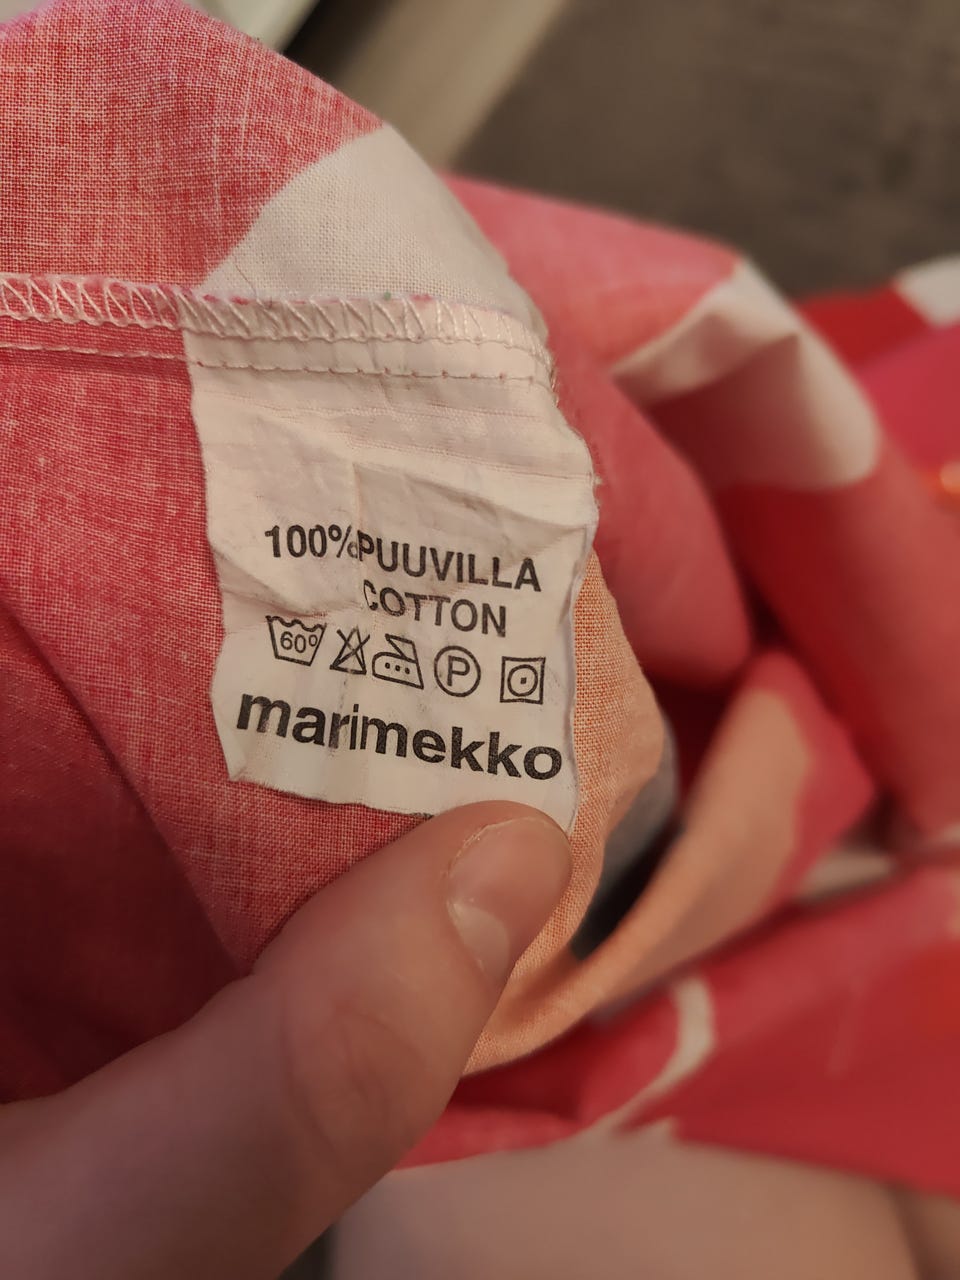 100% PUUVILLA
COTTON
60° P
marimekko